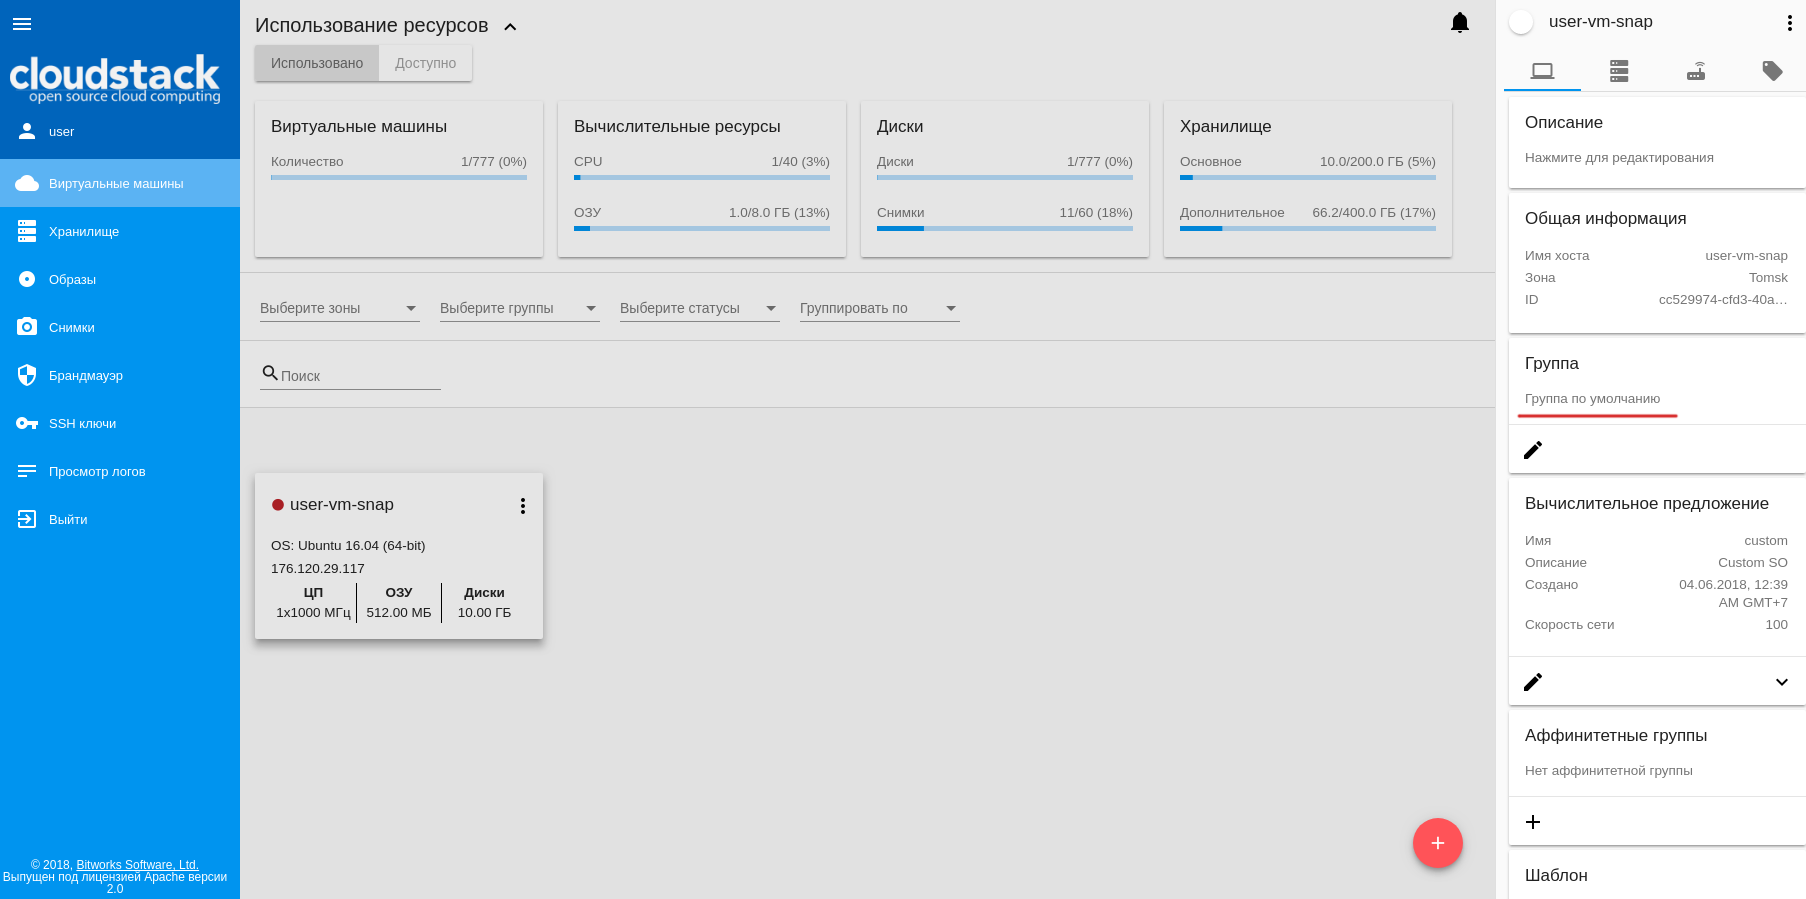 cloudstack
open source cloud computing
user
Виртуальные машины
Хранилище
Образы
Снимки
Брандмауэр
SSH ключи
Просмотр логов
Выйти
© 2018, Bitworks Software, Ltd.
Выпущен под лицензией Apache версии
2.0
Использование ресурсов
Использовано Доступно
Виртуальные машины
Количество 1/777 (0%)
Вычислительные ресурсы
CPU 1/40 (3%)
ОЗУ 1.0/8.0 ГБ (13%)
Диски
Диски 1/777 (0%)
Снимки 11/60 (18%)
Хранилище
Основное 10.0/200.0 ГБ (5%)
Дополнительное 66.2/400.0 ГБ (17%)
Выберите зоны Выберите группы Выберите статусы Группировать по
Поиск
user-vm-snap
OS: Ubuntu 16.04 (64-bit)
176.120.29.117
ЦП ОЗУ Диски
1x1000 МГц 512.00 МБ 10.00 ГБ
user-vm-snap
Описание
Нажмите для редактирования
Общая информация
Имя хоста user-vm-snap
Зона Tomsk
ID cc529974-cfd3-40a…
Группа
Группа по умолчанию
Вычислительное предложение
Имя custom
Описание Custom SO
Создано 04.06.2018, 12:39
AM GMT+7
Скорость сети 100
Аффинитетные группы
Нет аффинитетной группы
Шаблон